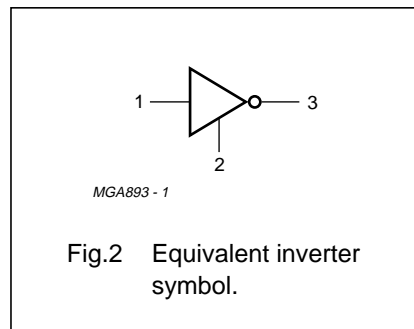 1
3
2
MGA893 - 1
Fig.2 Equivalent inverter
symbol.